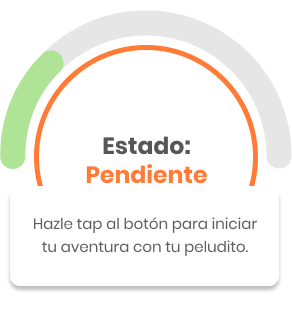 Estado:
Pendiente
Hazle tap al botón para iniciar
tu aventura con tu peludito.